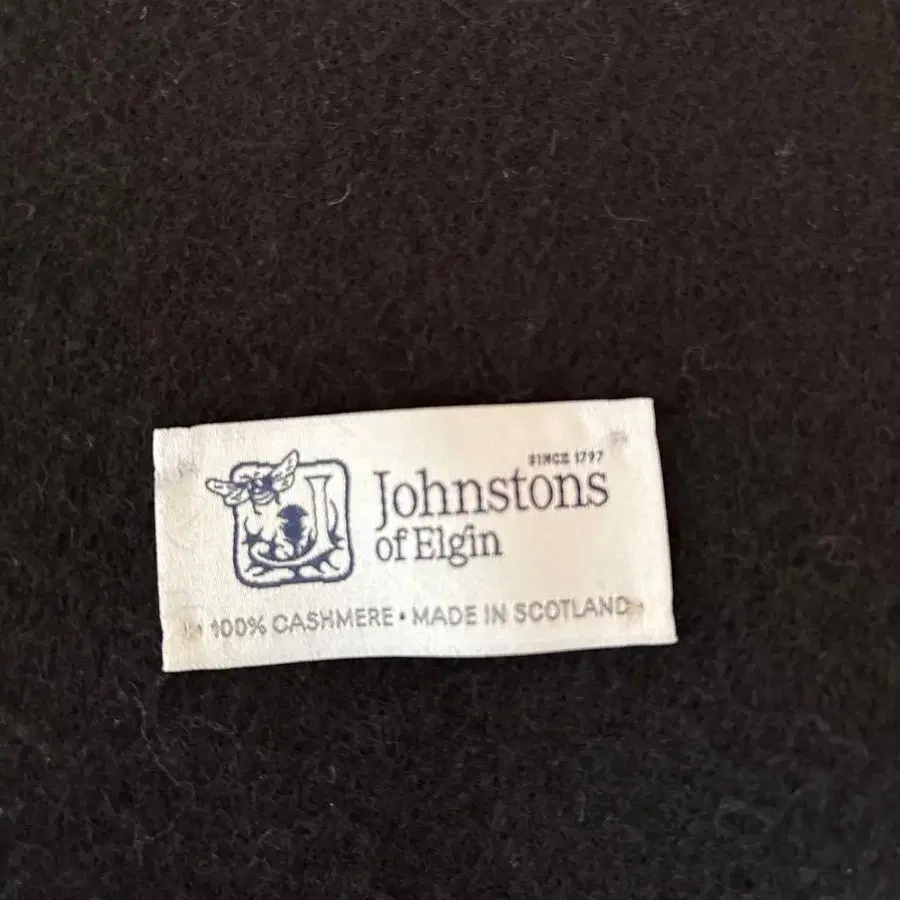 SINCE 1797
Johnstons
of Elgin
100% CASHMERE • MADE IN SCOTLAND